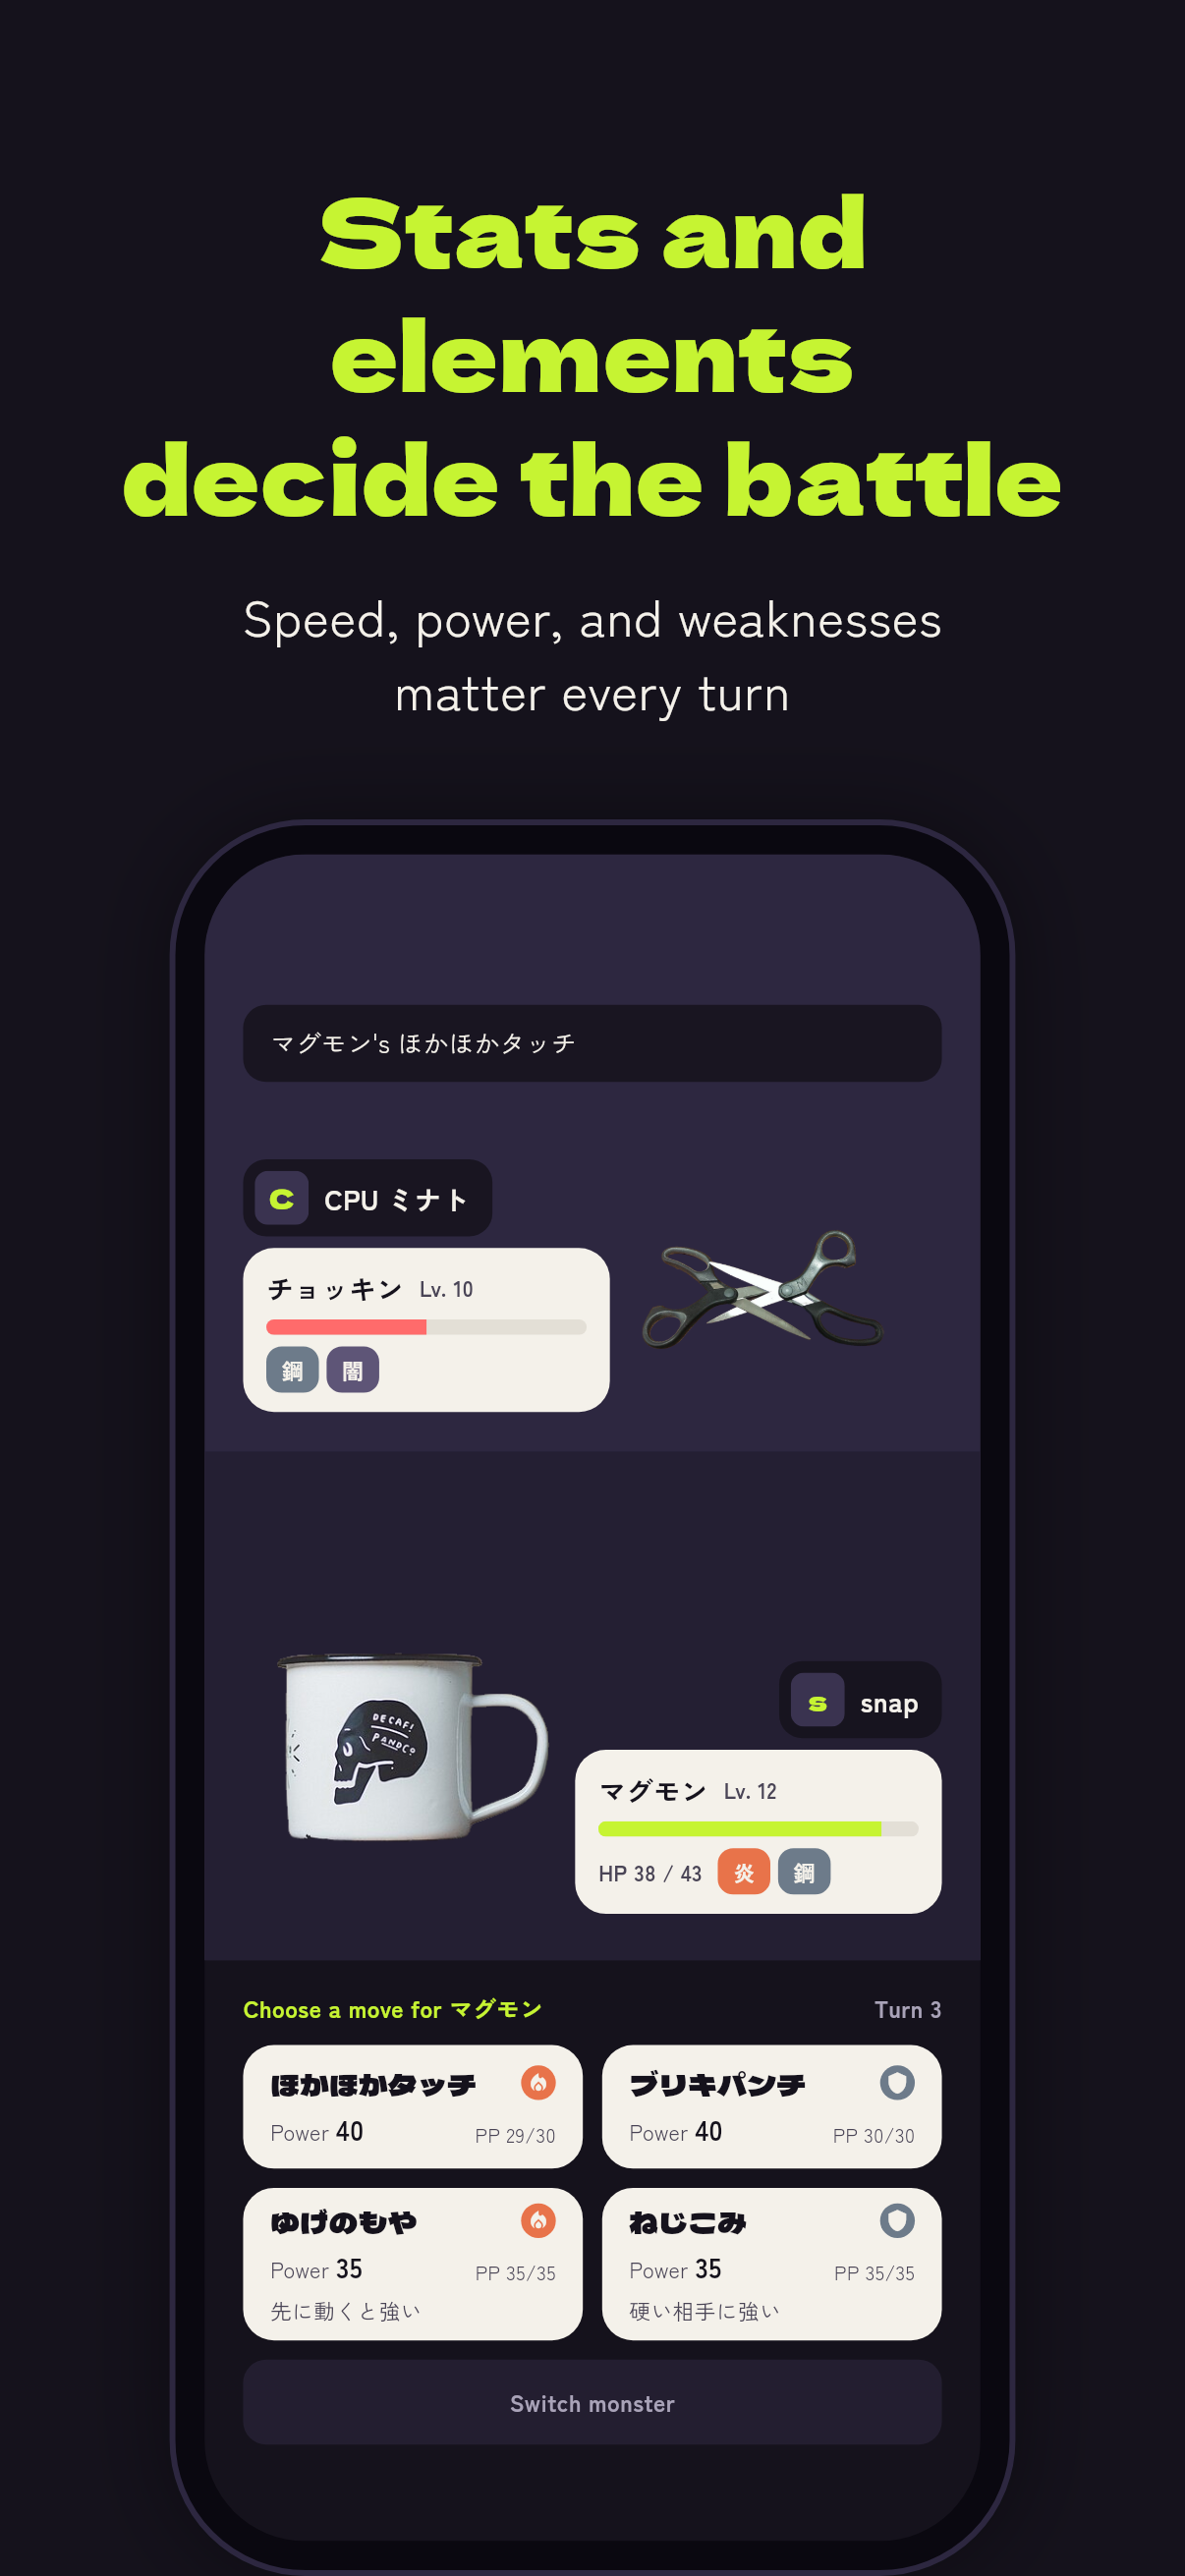 Stats and
elements
decide the battle
Speed, power, and weaknesses
matter every turn
マグモン's ほかほかタッチ
C CPU ミナト
チョッキン Lv. 10
鋼 闇
DECAF!
PANDCO
s snap
マグモン Lv. 12
HP 38 / 43 炎 鋼
Choose a move for マグモン Turn 3
ほかほかタッチ ブリキパンチ
Power 40 PP 29/30 Power 40 PP 30/30
ゆげのもや ねじこみ
Power 35 PP 35/35 Power 35 PP 35/35
先に動くと強い 硬い相手に強い
Switch monster